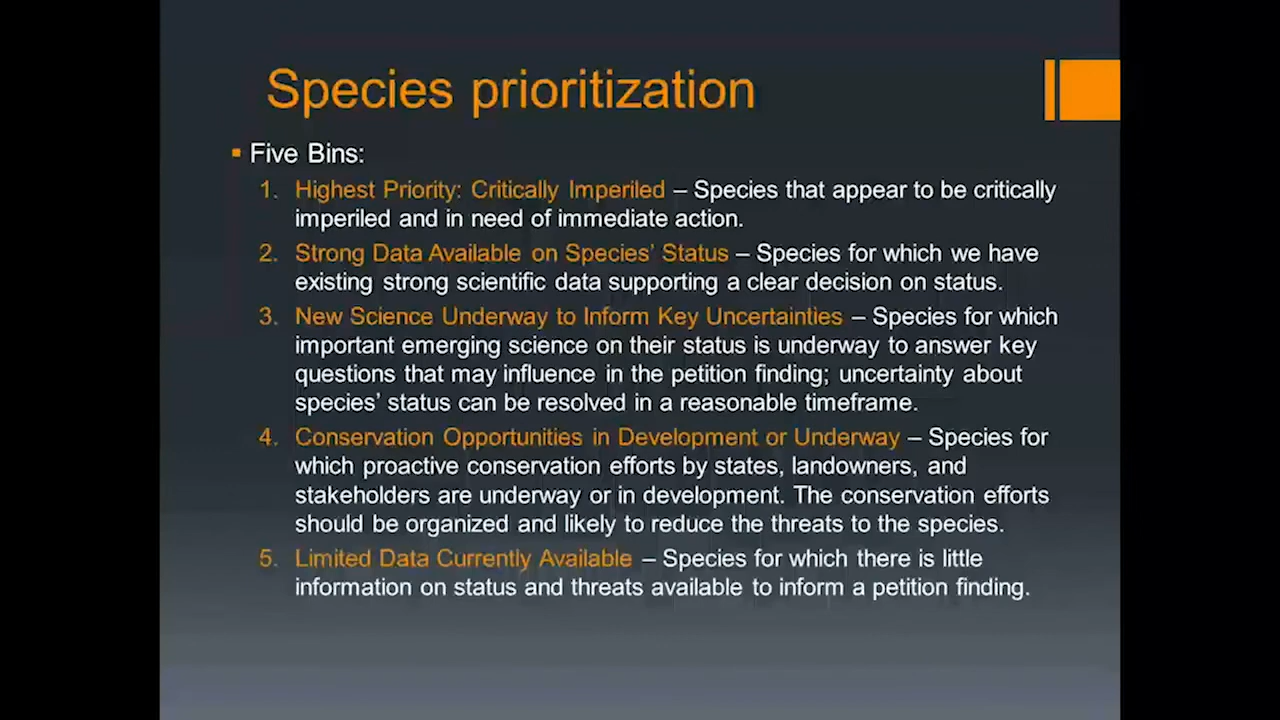 Species prioritization
▪ Five Bins:
1. Highest Priority: Critically Imperiled – Species that appear to be critically
imperiled and in need of immediate action.
2. Strong Data Available on Species’ Status – Species for which we have
existing strong scientific data supporting a clear decision on status.
3. New Science Underway to Inform Key Uncertainties – Species for which
important emerging science on their status is underway to answer key
questions that may influence in the petition finding; uncertainty about
species’ status can be resolved in a reasonable timeframe.
4. Conservation Opportunities in Development or Underway – Species for
which proactive conservation efforts by states, landowners, and
stakeholders are underway or in development. The conservation efforts
should be organized and likely to reduce the threats to the species.
5. Limited Data Currently Available – Species for which there is little
information on status and threats available to inform a petition finding.